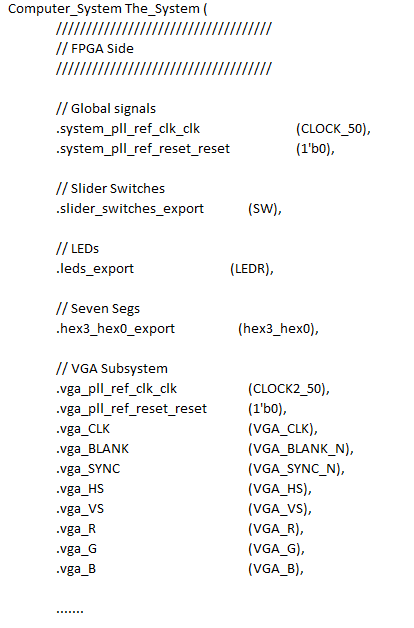 Computer_System The_System (
////////////////////////////////////
// FPGA Side
////////////////////////////////////
// Global signals
.system_pll_ref_clk_clk (CLOCK_50),
.system_pll_ref_reset_reset (1'b0),
// Slider Switches
.slider_switches_export (SW),
// LEDs
.leds_export (LEDR),
// Seven Segs
.hex3_hex0_export (hex3_hex0),
// VGA Subsystem
.vga_pll_ref_clk_clk (CLOCK2_50),
.vga_pll_ref_reset_reset (1'b0),
.vga_CLK (VGA_CLK),
.vga_BLANK (VGA_BLANK_N),
.vga_SYNC (VGA_SYNC_N),
.vga_HS (VGA_HS),
.vga_VS (VGA_VS),
.vga_R (VGA_R),
.vga_G (VGA_G),
.vga_B (VGA_B),
.......